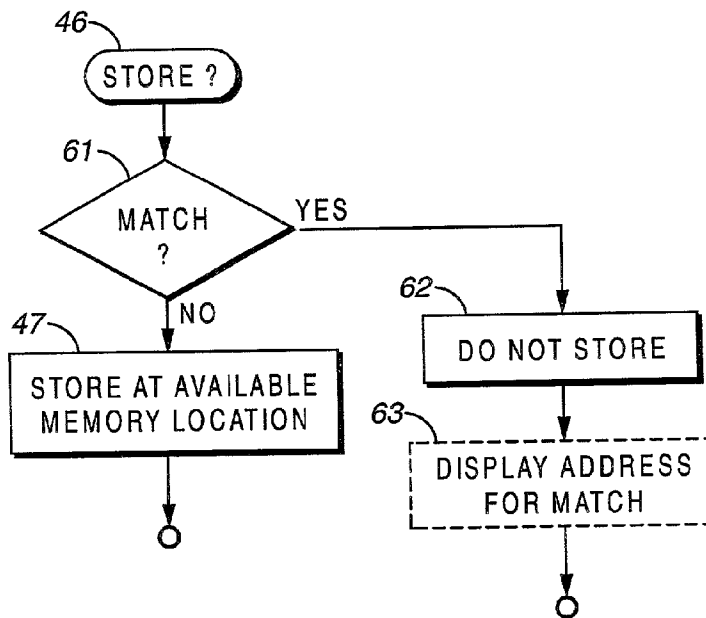 46
STORE ?
61
MATCH
?
YES
NO
47
STORE AT AVAILABLE
MEMORY LOCATION
62
DO NOT STORE
63
DISPLAY ADDRESS
FOR MATCH